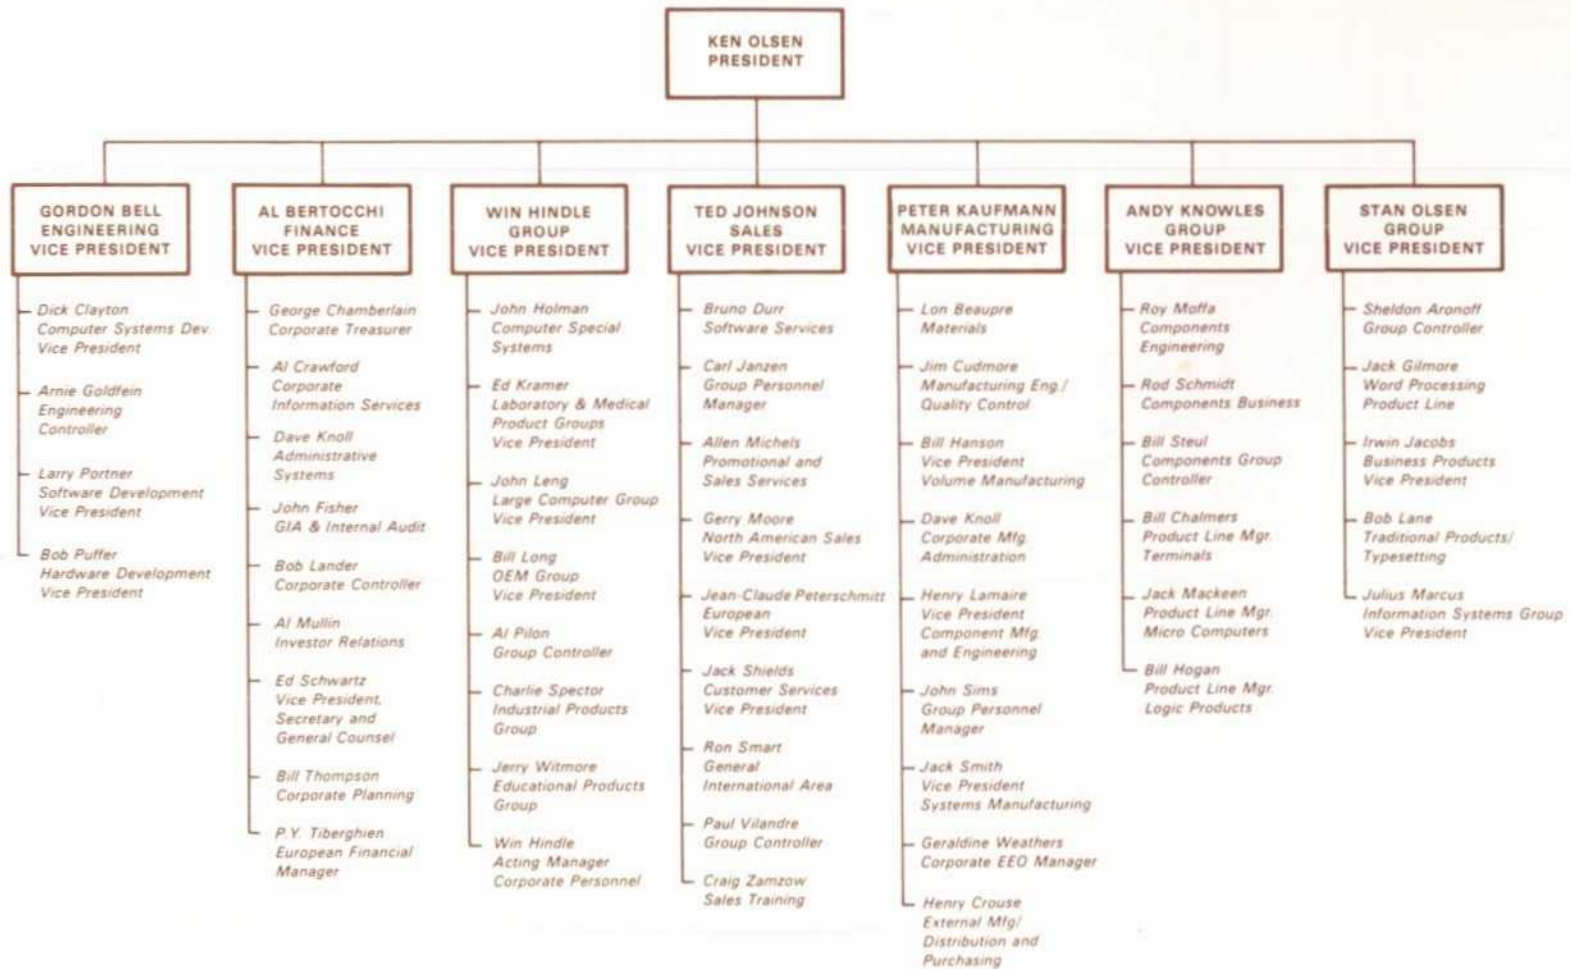 KEN OLSEN
PRESIDENT
GORDON BELL
ENGINEERING
VICE PRESIDENT
Dick Clayton
Computer Systems Dev.
Vice President
Arnie Goldfein
Engineering
Controller
Larry Portner
Software Development
Vice President
Bob Puffer
Hardware Development
Vice President
AL BERTOCCHI
FINANCE
VICE PRESIDENT
George Chamberlain
Corporate Treasurer
Al Crawford
Corporate
Information Services
Dave Knoll
Administrative
Systems
John Fisher
GIA & Internal Audit
Bob Lander
Corporate Controller
Al Mullin
Investor Relations
Ed Schwartz
Vice President,
Secretary and
General Counsel
Bill Thompson
Corporate Planning
P.Y. Tiberghien
European Financial
Manager
WIN HINDLE
GROUP
VICE PRESIDENT
John Holman
Computer Special
Systems
Ed Kramer
Laboratory & Medical
Product Groups
Vice President
John Leng
Large Computer Group
Vice President
Bill Long
OEM Group
Vice President
Al Pilon
Group Controller
Charlie Spector
Industrial Products
Group
Jerry Witmore
Educational Products
Group
Win Hindle
Acting Manager
Corporate Personnel
TED JOHNSON
SALES
VICE PRESIDENT
Bruno Durr
Software Services
Carl Janzen
Group Personnel
Manager
Allen Michels
Promotional and
Sales Services
Gerry Moore
North American Sales
Vice President
Jean-Claude Peterschmitt
European
Vice President
Jack Shields
Customer Services
Vice President
Ron Smart
General
International Area
Paul Vilandre
Group Controller
Craig Zamzow
Sales Training
PETER KAUFMANN
MANUFACTURING
VICE PRESIDENT
Lon Beaupre
Materials
Jim Cudmore
Manufacturing Eng./
Quality Control
Bill Hanson
Vice President
Volume Manufacturing
Dave Knoll
Corporate Mfg.
Administration
Henry Lamaire
Vice President
Component Mfg.
and Engineering
John Sims
Group Personnel
Manager
Jack Smith
Vice President
Systems Manufacturing
Geraldine Weathers
Corporate EEO Manager
Henry Crouse
External Mfg/
Distribution and
Purchasing
ANDY KNOWLES
GROUP
VICE PRESIDENT
Roy Moffa
Components
Engineering
Rod Schmidt
Components Business
Bill Steul
Components Group
Controller
Bill Chalmers
Product Line Mgr.
Terminals
Jack Mackeen
Product Line Mgr.
Micro Computers
Bill Hogan
Product Line Mgr.
Logic Products
STAN OLSEN
GROUP
VICE PRESIDENT
Sheldon Aronoff
Group Controller
Jack Gilmore
Word Processing
Product Line
Irwin Jacobs
Business Products
Vice President
Bob Lane
Traditional Products/
Typesetting
Julius Marcus
Information Systems Group
Vice President